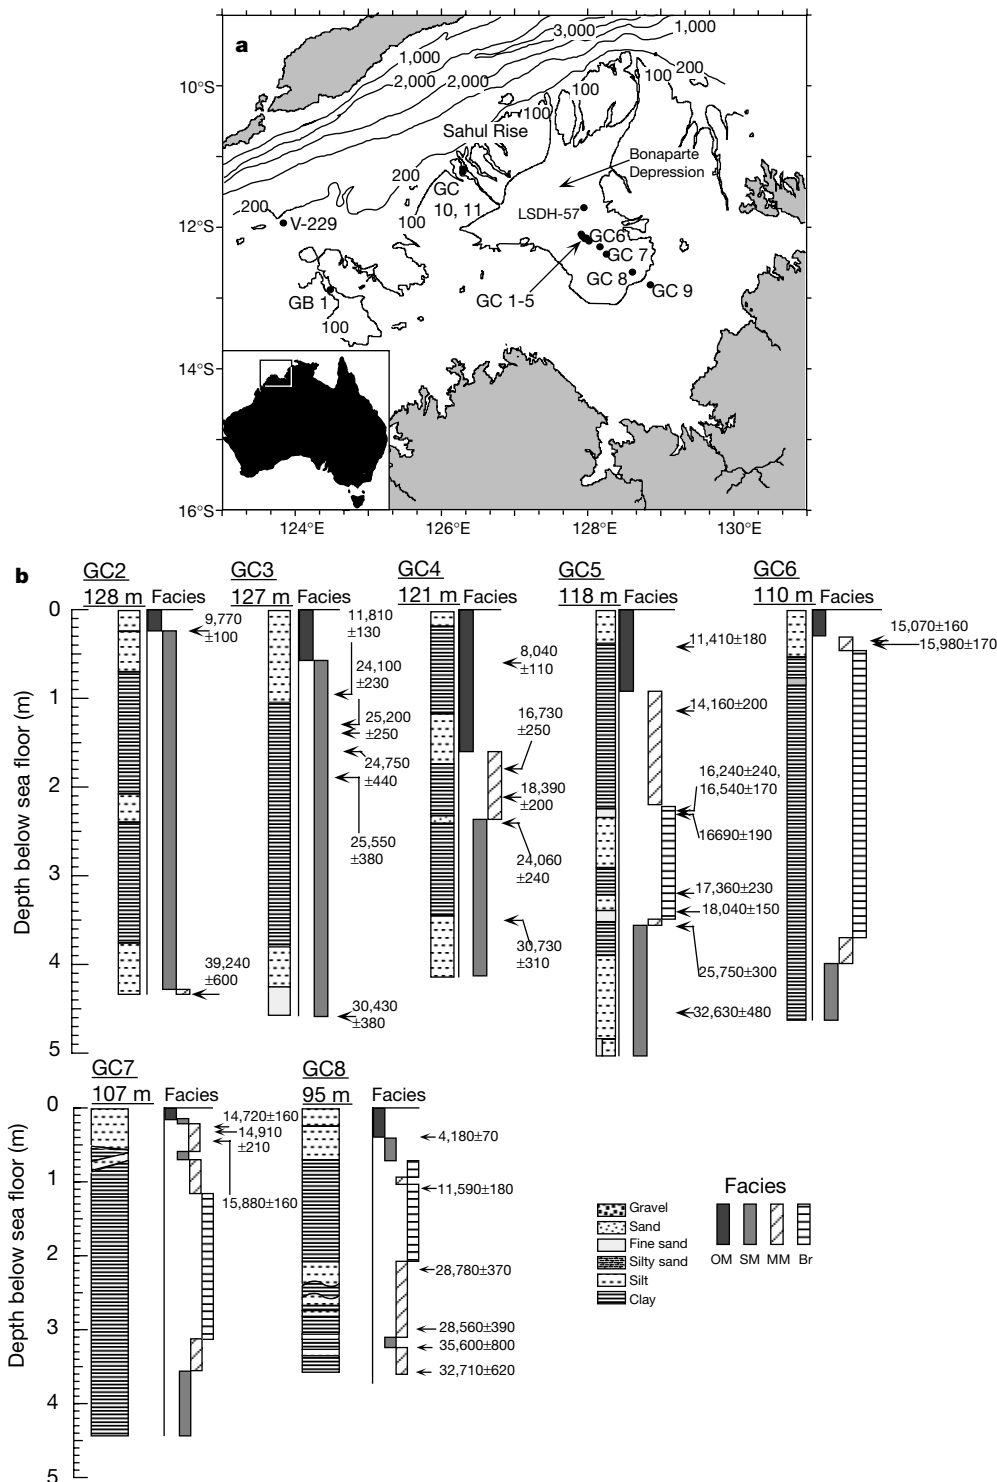 a
1,000
3,000
1,000
2,000
2,000
200
100
100
100
10°S
Sahul Rise
Bonaparte
Depression
200
GC
10, 11
200
V-229
100
LSDH-57
12°S
GC6
GC 7
GC 8
GC 9
GC 1-5
GB 1
100
14°S
16°S
124°E
126°E
128°E
130°E
b
GC2
128 m
Facies
GC3
127 m
Facies
GC4
121 m
Facies
GC5
118 m
Facies
GC6
110 m
Facies
Depth below sea floor (m)
0
1
2
3
4
5
9,770
±100
39,240
±600
11,810
±130
24,100
±230
25,200
±250
24,750
±440
25,550
±380
30,430
±380
8,040
±110
16,730
±250
18,390
±200
24,060
±240
30,730
±310
11,410±180
14,160±200
16,240±240,
16,540±170
16690±190
17,360±230
18,040±150
25,750±300
32,630±480
15,070±160
15,980±170
GC7
107 m
Facies
GC8
95 m
Facies
Depth below sea floor (m)
0
1
2
3
4
5
14,720±160
14,910
±210
15,880±160
4,180±70
11,590±180
28,780±370
28,560±390
35,600±800
32,710±620
Gravel
Sand
Fine sand
Silty sand
Silt
Clay
Facies
OM SM MM Br